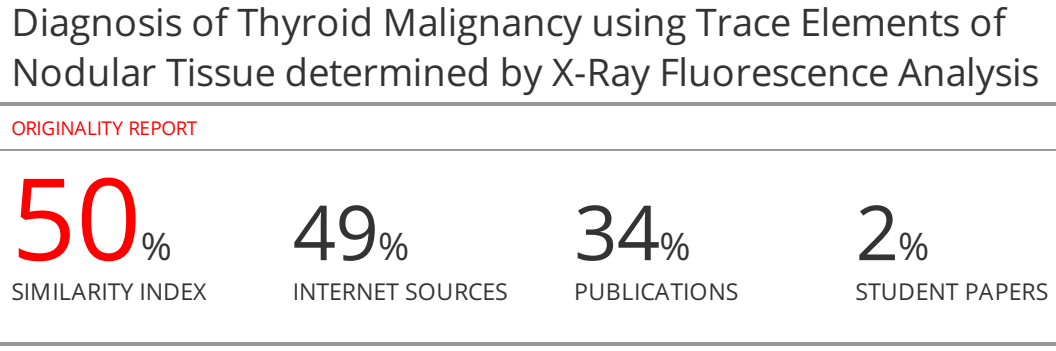 Diagnosis of Thyroid Malignancy using Trace Elements of
Nodular Tissue determined by X-Ray Fluorescence Analysis
ORIGINALITY REPORT
50% 49% 34% 2%
SIMILARITY INDEX INTERNET SOURCES PUBLICATIONS STUDENT PAPERS